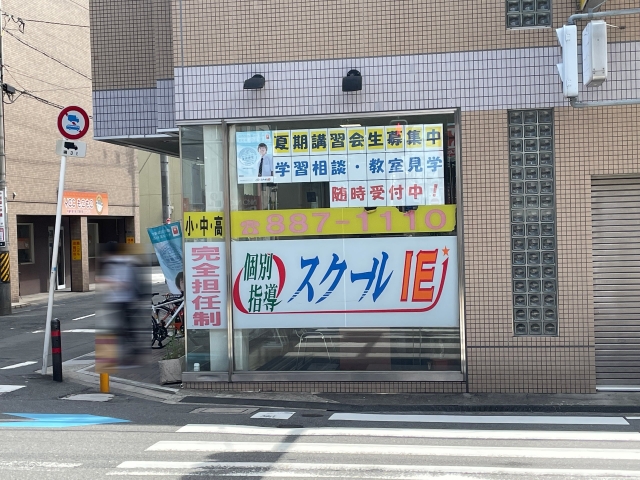 夏期講習会生募集中
学習相談・教室見学
随時受付中!
小・中・高
☎887-1110
完全担任制
個別
指導
スクールIE